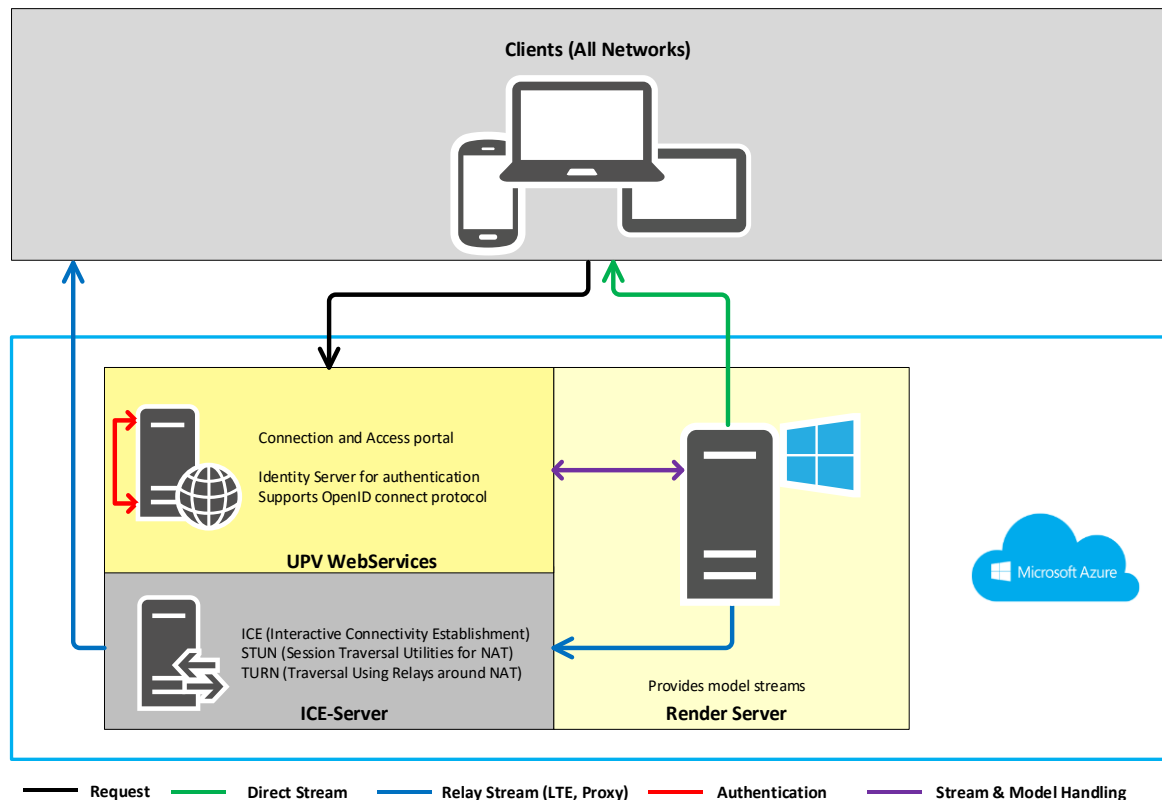 Clients (All Networks)
Connection and Access portal
Identity Server for authentication
Supports OpenID connect protocol
UPV WebServices
ICE (Interactive Connectivity Establishment)
STUN (Session Traversal Utilities for NAT)
TURN (Traversal Using Relays around NAT)
ICE-Server
Provides model streams
Render Server
Microsoft Azure
Request
Direct Stream
Relay Stream (LTE, Proxy)
Authentication
Stream & Model Handling